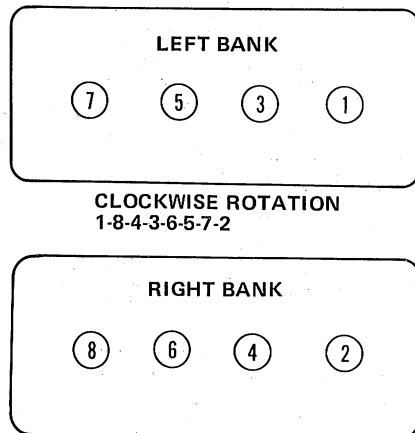 LEFT BANK
7 5 3 1
CLOCKWISE ROTATION
1-8-4-3-6-5-7-2
RIGHT BANK
8 6 4 2